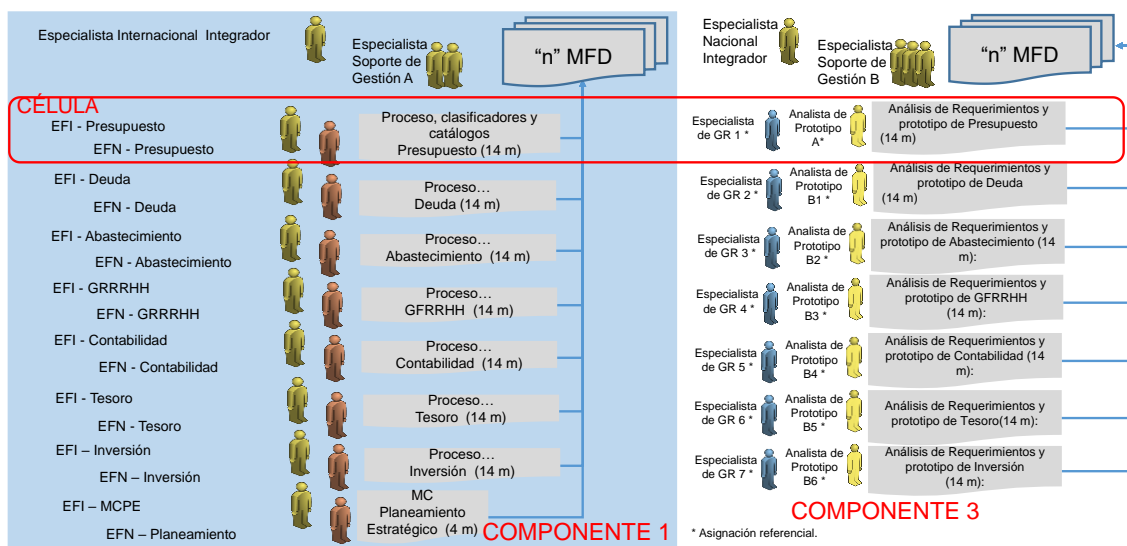 Especialista Internacional Integrador
Especialista
Soporte de
Gestión A
“n” MFD
Especialista
Nacional
Integrador
Especialista
Soporte de
Gestión B
“n” MFD
CÉLULA
EFI - Presupuesto
EFN - Presupuesto
Proceso, clasificadores y
catálogos
Presupuesto (14 m)
Especialista
de GR 1 *
Analista de
Prototipo
A*
Análisis de Requerimientos y
prototipo de Presupuesto
(14 m)
EFI - Deuda
EFN - Deuda
Proceso…
Deuda (14 m)
Especialista
de GR 2 *
Analista de
Prototipo
B1 *
Análisis de Requerimientos y
prototipo de Deuda
(14 m)
EFI - Abastecimiento
EFN - Abastecimiento
Proceso…
Abastecimiento (14 m)
Especialista
de GR 3 *
Analista de
Prototipo
B2 *
Análisis de Requerimientos y
prototipo de Abastecimiento (14
m):
EFI - GRRRHH
EFN - GRRRHH
Proceso…
GFRRHH (14 m)
Especialista
de GR 4 *
Analista de
Prototipo
B3 *
Análisis de Requerimientos y
prototipo de GFRRHH
(14 m):
EFI - Contabilidad
EFN - Contabilidad
Proceso…
Contabilidad (14 m)
Especialista
de GR 5 *
Analista de
Prototipo
B4 *
Análisis de Requerimientos y
prototipo de Contabilidad (14
m):
EFI - Tesoro
EFN - Tesoro
Proceso…
Tesoro (14 m)
Especialista
de GR 6 *
Analista de
Prototipo
B5 *
Análisis de Requerimientos y
prototipo de Tesoro(14 m):
EFI – Inversión
EFN – Inversión
Proceso…
Inversión (14 m)
Especialista
de GR 7 *
Analista de
Prototipo
B6 *
Análisis de Requerimientos y
prototipo de Inversión
(14 m):
EFI – MCPE
EFN – Planeamiento
MC
Planeamiento
Estratégico (4 m)
COMPONENTE 1
COMPONENTE 3
* Asignación referencial.